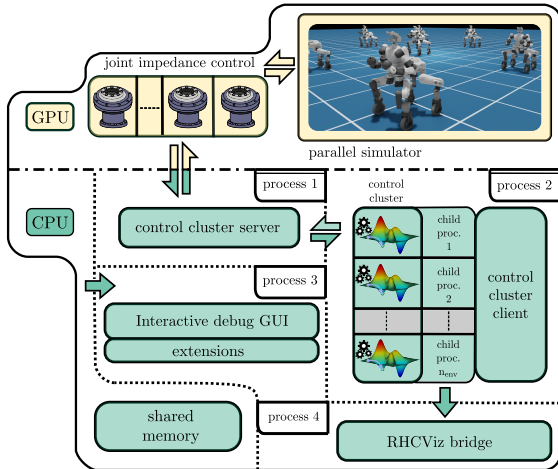 joint impedance control
GPU
parallel simulator
process 1
control
cluster
process 2
CPU
control cluster server
child
proc.
1
process 3
child
proc.
2
control
cluster
client
Interactive debug GUI
extensions
child
proc.
n_env
shared
memory
process 4
RHCViz bridge